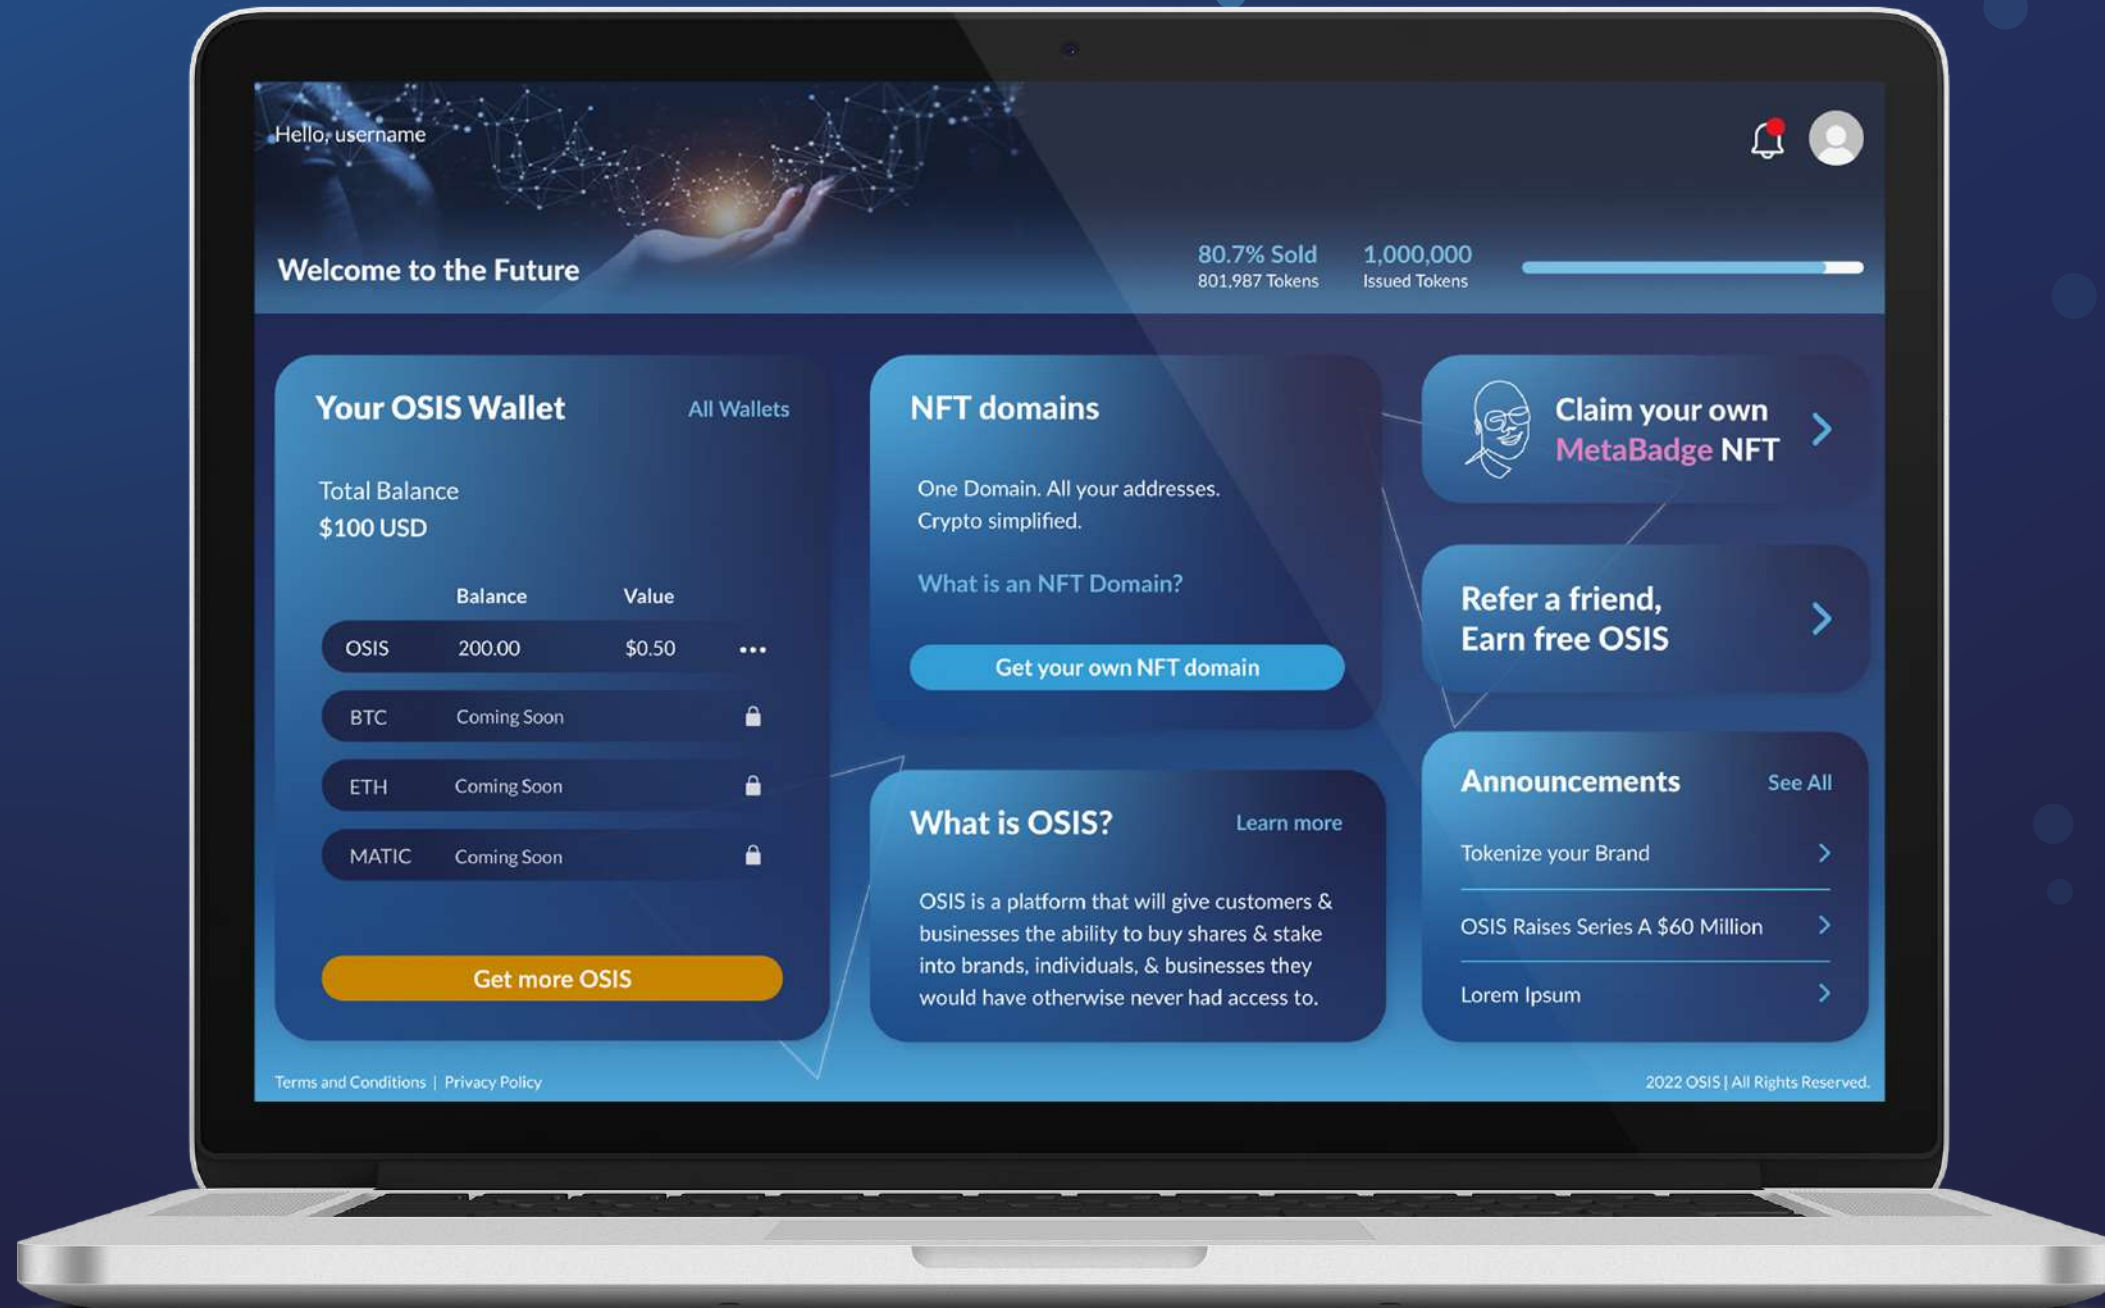 Hello, username
Welcome to the Future
80.7% Sold
801,987 Tokens
1,000,000
Issued Tokens
Your OSIS Wallet
All Wallets
Total Balance
$100 USD
Balance Value
OSIS 200.00 $0.50 •••
BTC Coming Soon
ETH Coming Soon
MATIC Coming Soon
Get more OSIS
NFT domains
One Domain. All your addresses.
Crypto simplified.
What is an NFT Domain?
Get your own NFT domain
What is OSIS?
Learn more
OSIS is a platform that will give customers &
businesses the ability to buy shares & stake
into brands, individuals, & businesses they
would have otherwise never had access to.
Claim your own
MetaBadge NFT
Refer a friend,
Earn free OSIS
Announcements
See All
Tokenize your Brand
OSIS Raises Series A $60 Million
Lorem Ipsum
Terms and Conditions | Privacy Policy
2022 OSIS | All Rights Reserved.